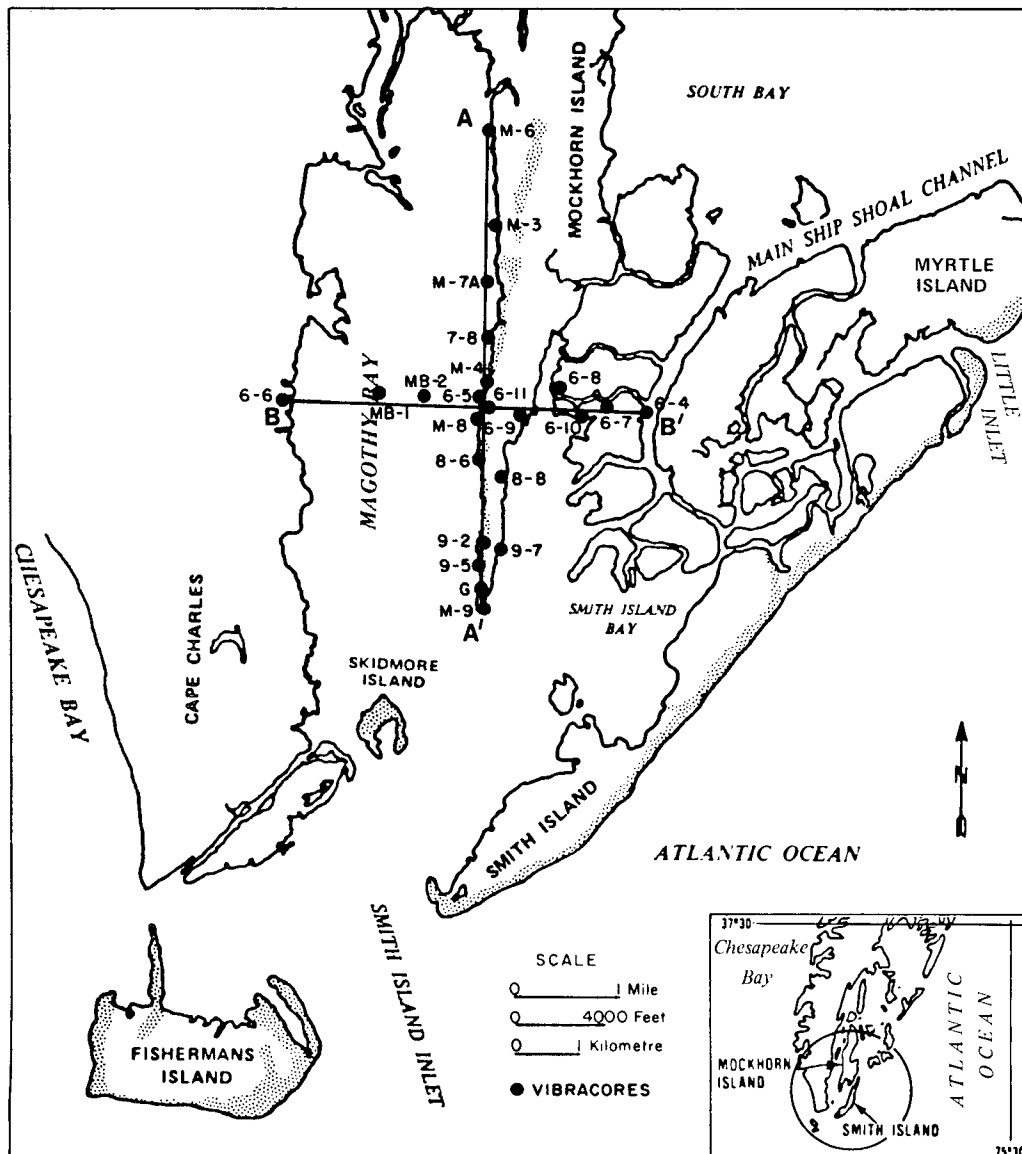 MOCKHORN ISLAND
SOUTH BAY
A
M-6
M-3
MAIN SHIP SHOAL CHANNEL
MYRTLE
ISLAND
M-7A
7-8
M-4
6-8
LITTLE
INLET
6-6
MB-2
6-5
6-11
6-4
B
MB-1
M-8
6-9
6-10
6-7
B'
MAGOTHY BAY
8-6
8-8
9-2
9-7
9-5
G
M-9
A'
SMITH ISLAND
BAY
CHESAPEAKE BAY
CAPE CHARLES
SKIDMORE
ISLAND
N
SMITH ISLAND
ATLANTIC OCEAN
SMITH ISLAND INLET
SCALE
0 1 Mile
0 4000 Feet
0 1 Kilometre
VIBRACORES
FISHERMANS
ISLAND
37°30
Chesapeake
Bay
ATLANTIC
OCEAN
MOCKHORN
ISLAND
SMITH ISLAND